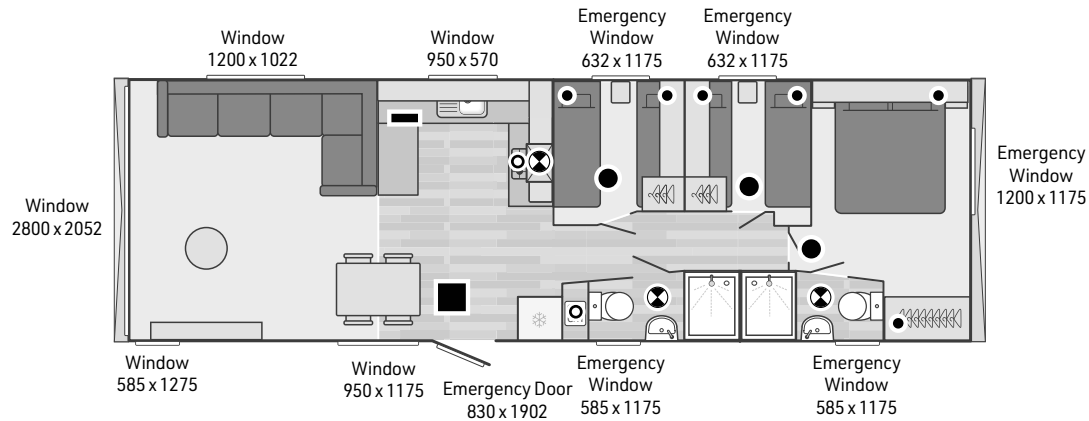 Window
1200 x 1022
Window
950 x 570
Emergency
Window
632 x 1175
Emergency
Window
632 x 1175
Window
2800 x 2052
Emergency
Window
1200 x 1175
Window
585 x 1275
Window
950 x 1175
Emergency Door
830 x 1902
Emergency
Window
585 x 1175
Emergency
Window
585 x 1175